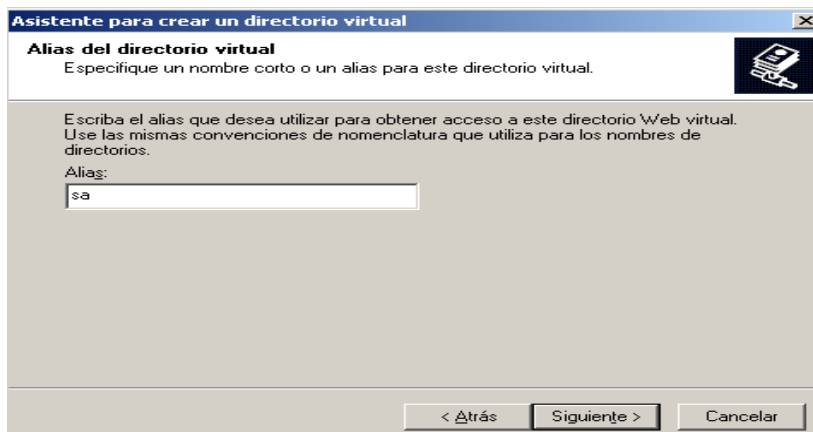 Asistente para crear un directorio virtual
Alias del directorio virtual
Especifique un nombre corto o un alias para este directorio virtual.
Escriba el alias que desea utilizar para obtener acceso a este directorio Web virtual.
Use las mismas convenciones de nomenclatura que utiliza para los nombres de
directorios.
Alias:
sa
< Atrás
Siguiente >
Cancelar